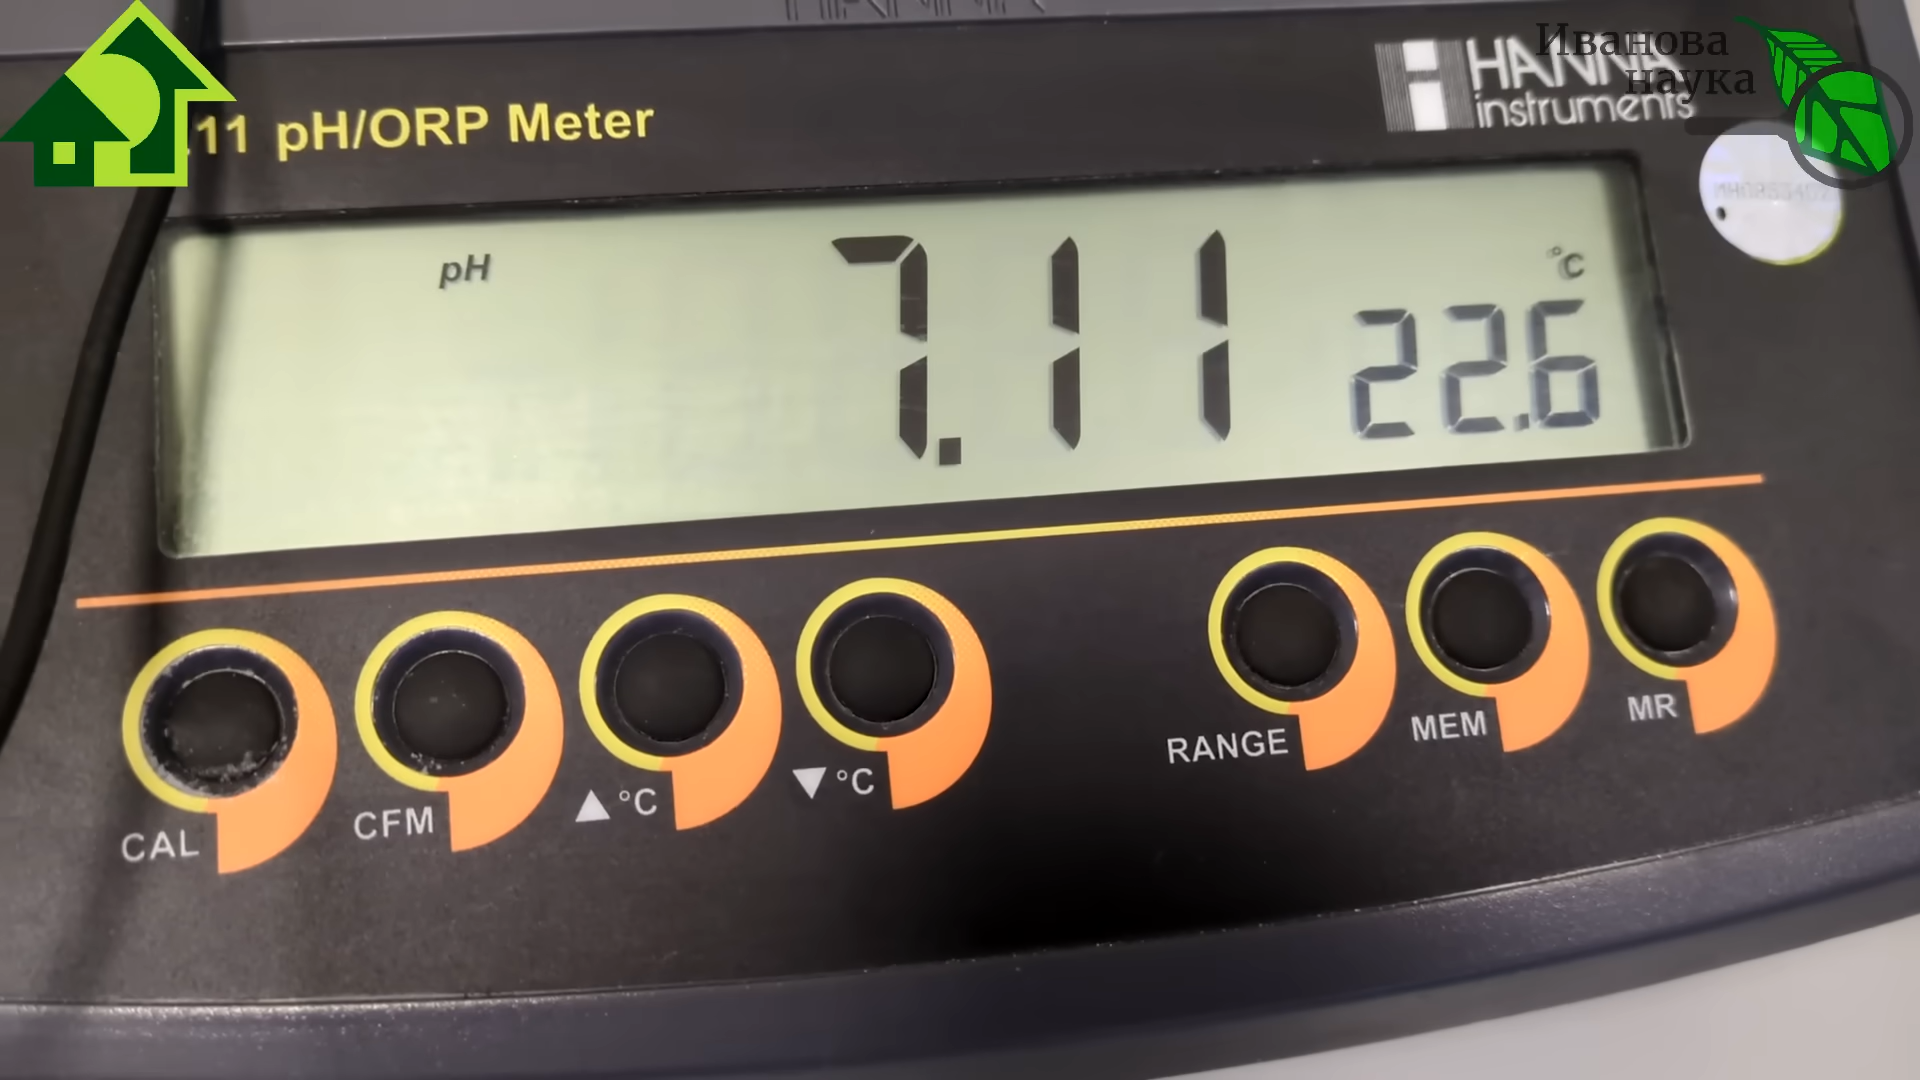 Иванова
наука
HANNA
instruments
11 pH/ORP Meter
pH
7.11
°C
22.6
CAL
CFM
▲ °C
▼ °C
RANGE
MEM
MR